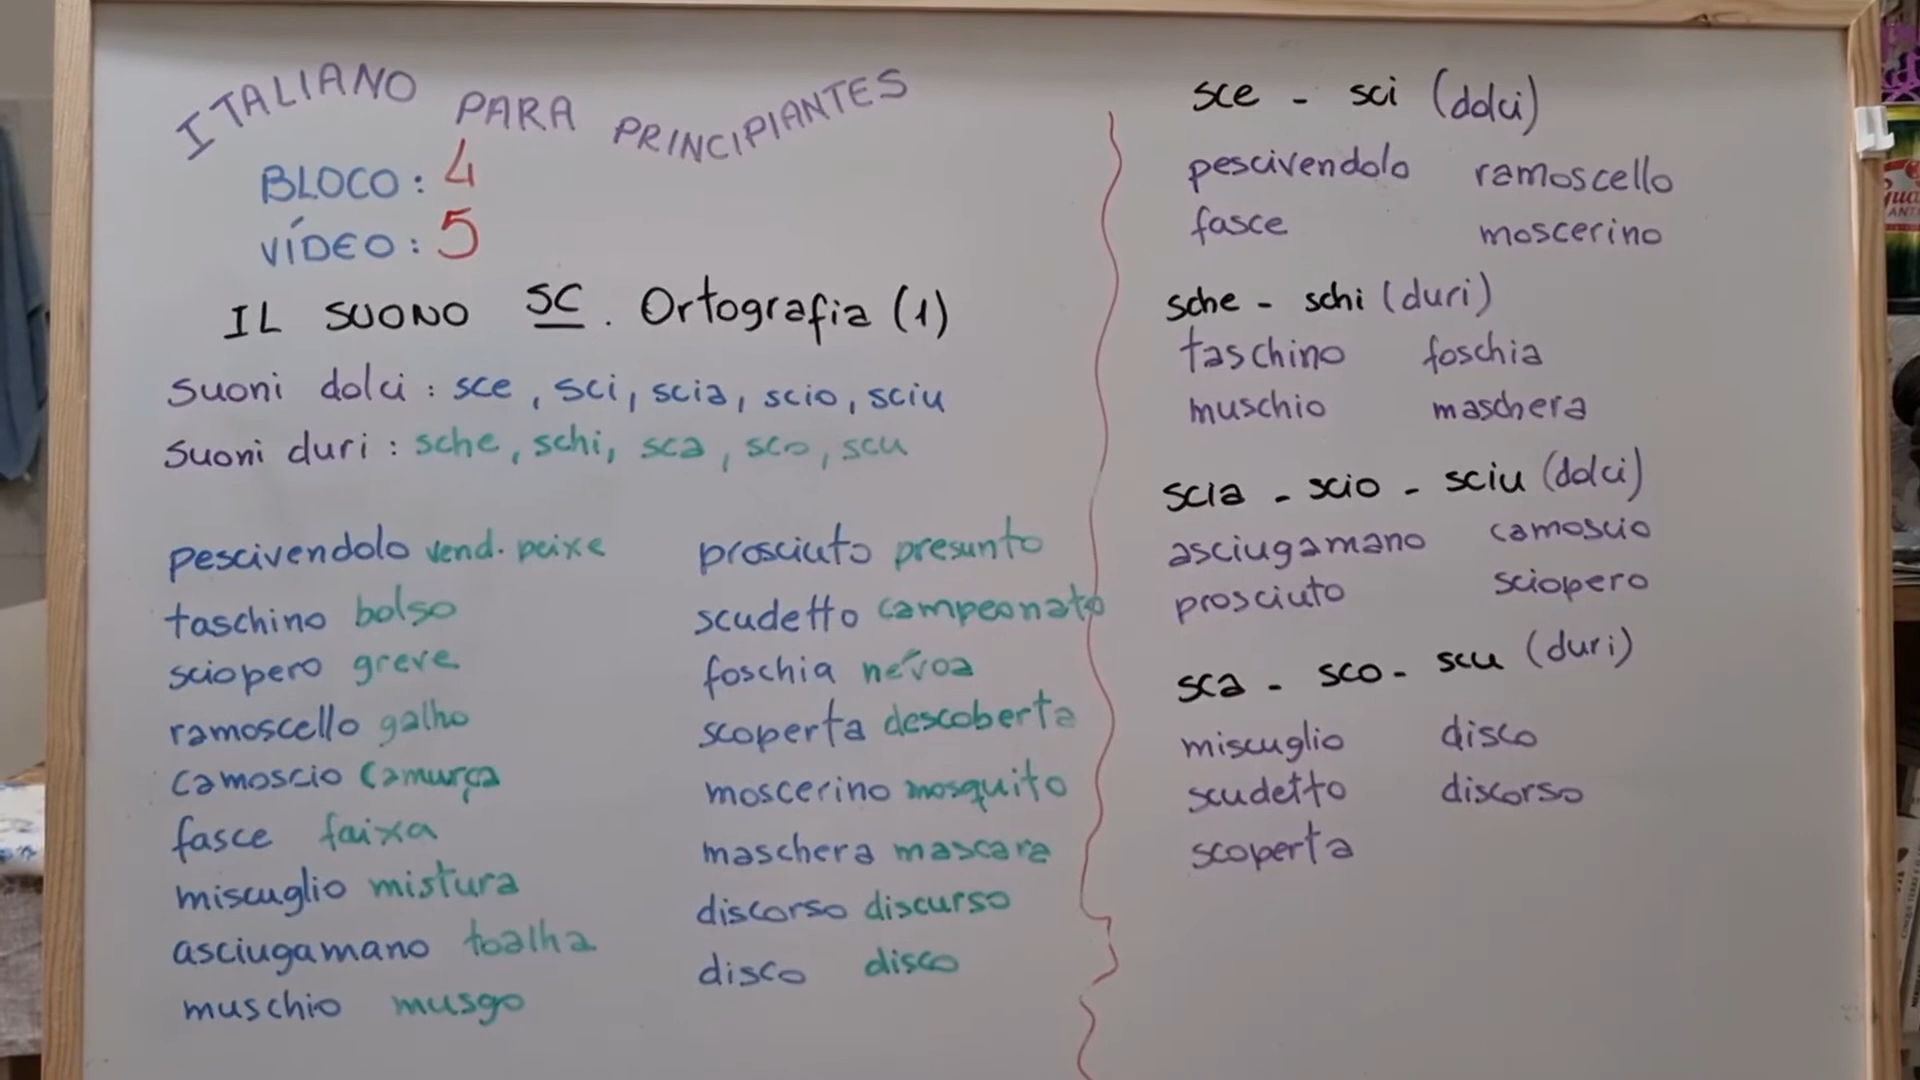 ITALIANO PARA PRINCIPIANTES
BLOCO: 4
VÍDEO: 5
IL SUONO SC. Ortografia (1)
Suoni dolci: sce, sci, scia, scio, sciu
Suoni duri: sche, schi, sca, sco, scu
pescivendolo vend. peixe
taschino bolso
sciopero greve
ramoscello galho
camoscio camurça
fasce faixa
miscuglio mistura
asciugamano toalha
muschio musgo
prosciuto presunto
scudetto campeonato
foschia névoa
scoperta descoberta
moscerino mosquito
maschera mascara
discorso discurso
disco disco
sce - sci (dolci)
pescivendolo ramoscello
fasce moscerino
sche - schi (duri)
taschino foschia
muschio maschera
scia - scio - sciu (dolci)
asciugamano camoscio
prosciuto sciopero
sca - sco - scu (duri)
miscuglio disco
scudetto discorso
scoperta